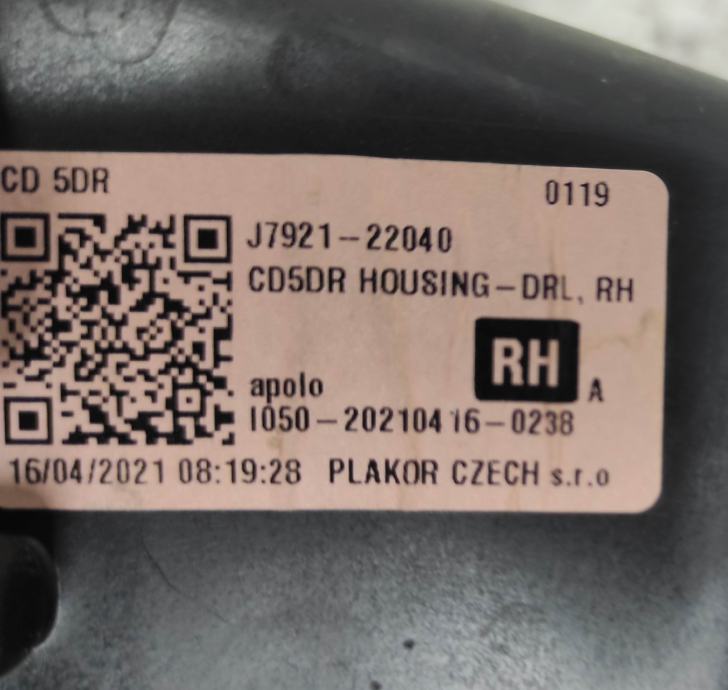 CD 5DR
0119
J7921-22040
CD5DR HOUSING-DRL, RH
RH
A
apolo
I050-20210416-0238
16/04/2021 08:19:28 PLAKOR CZECH s.r.o